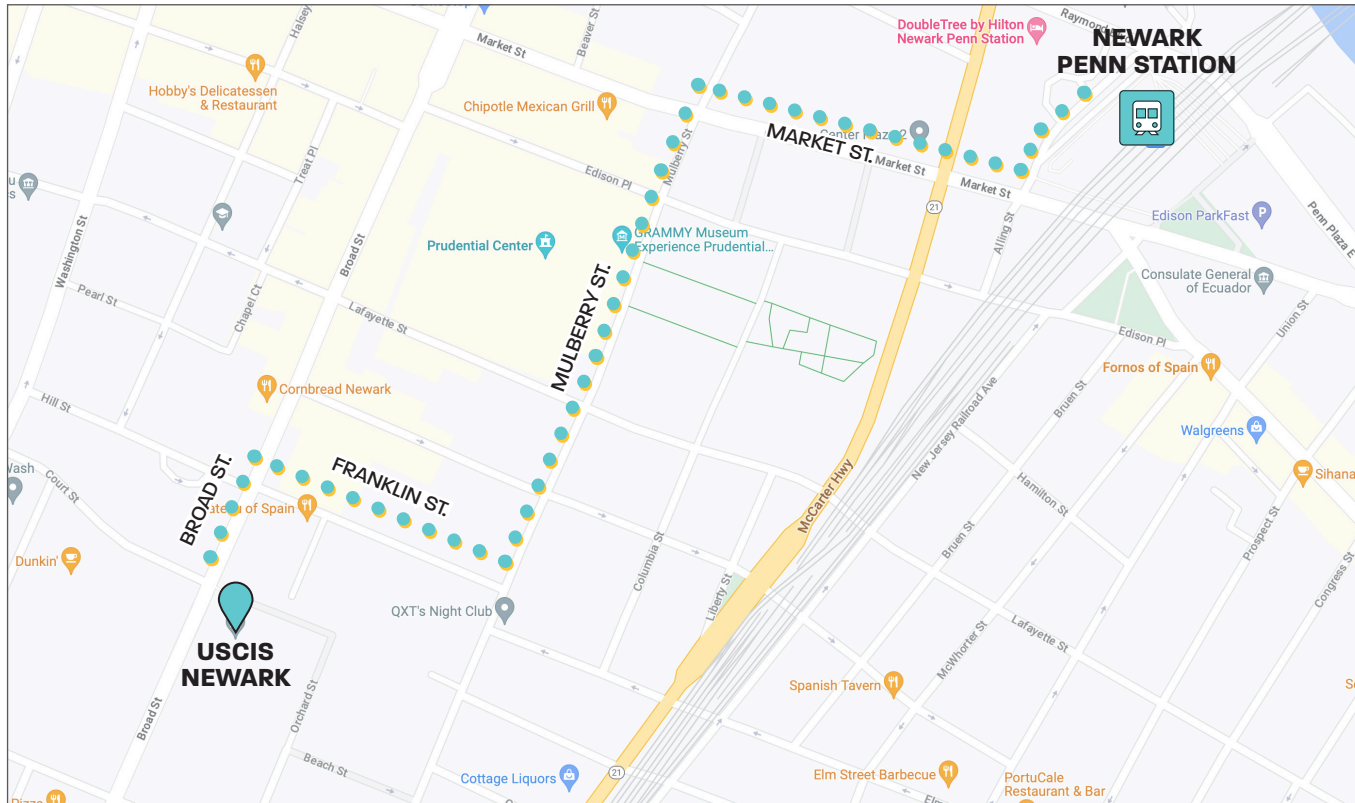 Halsey
Beaver St
Market St
DoubleTree by Hilton
Newark Penn Station
Raymond
NEWARK
PENN STATION
Hobby's Delicatessen
& Restaurant
Chipotle Mexican Grill
MARKET ST.
Market St
Market St
Mulberry St
Treat Pl
Edison Pl
21
Alling St
Edison ParkFast
P
Penn Plaza E
Washington St
Broad St
Prudential Center
GRAMMY Museum
Experience Prudential...
Consulate General
of Ecuador
Pearl St
Chapel Ct
Lafayette St
MULBERRY ST.
Union St
Edison Pl
Fornos of Spain
Cornbread Newark
Bruen St
New Jersey Railroad Ave
Hill St
Walgreens
BROAD ST.
FRANKLIN ST.
McCarter Hwy
Hamilton St
Sihana
Wash
Court St
of Spain
Prospect St
Bruen St
Dunkin'
Columbia St
Liberty St
Congress St
QXT's Night Club
Lafayette St
McWhorter St
USCIS
NEWARK
Orchard St
Spanish Tavern
Broad St
Beach St
21
Cottage Liquors
Elm Street Barbecue
PortuCale
Restaurant & Bar
Pizza